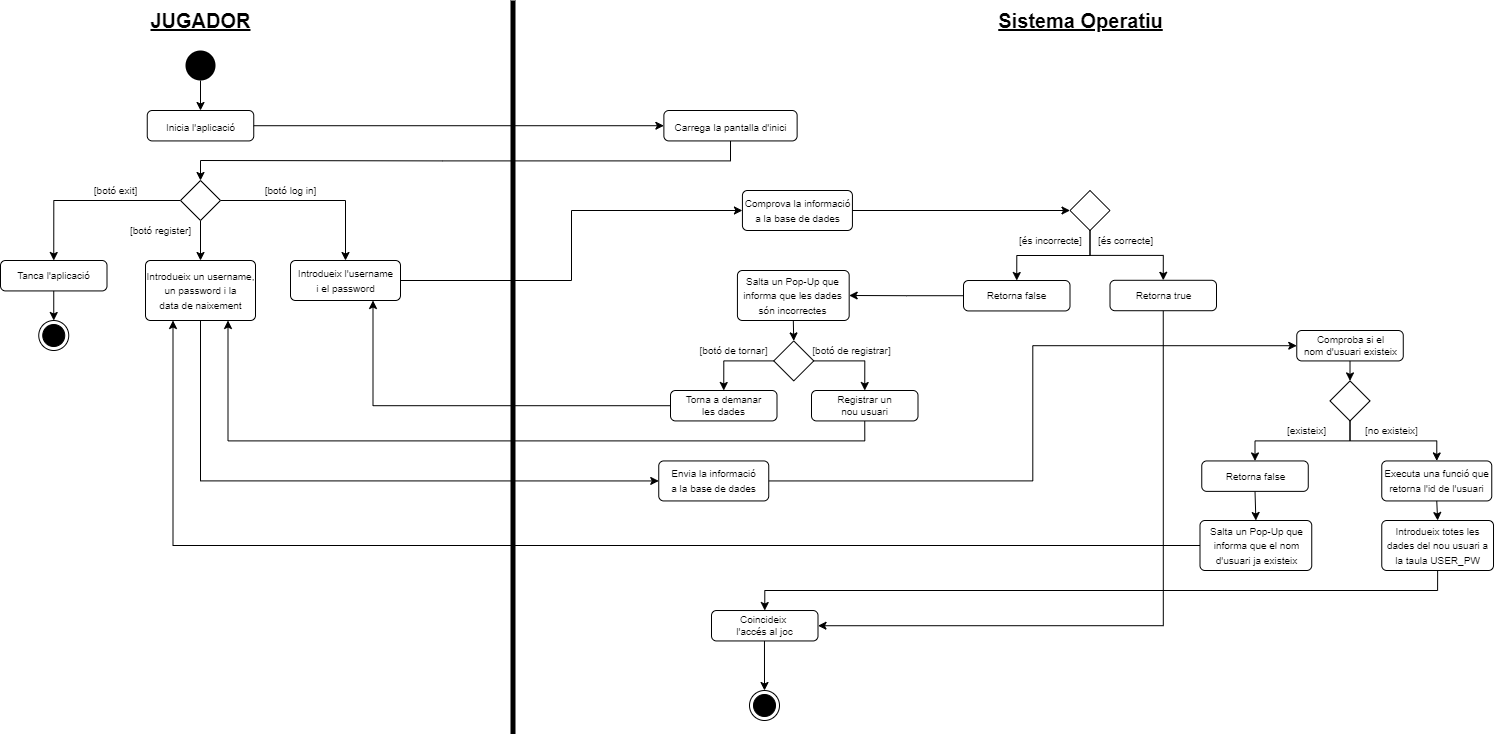 JUGADOR
Sistema Operatiu
Inicia l'aplicació
Carrega la pantalla d'inici
[botó exit]
[botó log in]
[botó register]
Tanca l'aplicació
Introdueix un username,
un password i la
data de naixement
Introdueix l'username
i el password
Comprova la informació
a la base de dades
[és incorrecte]
[és correcte]
Salta un Pop-Up que
informa que les dades
són incorrectes
Retorna false
Retorna true
[botó de tornar]
[botó de registrar]
Torna a demanar
les dades
Registrar un
nou usuari
Comproba si el
nom d'usuari existeix
[existeix]
[no existeix]
Envia la informació
a la base de dades
Retorna false
Executa una funció que
retorna l'id de l'usuari
Salta un Pop-Up que
informa que el nom
d'usuari ja existeix
Introdueix totes les
dades del nou usuari a
la taula USER_PW
Coincideix
l'accés al joc